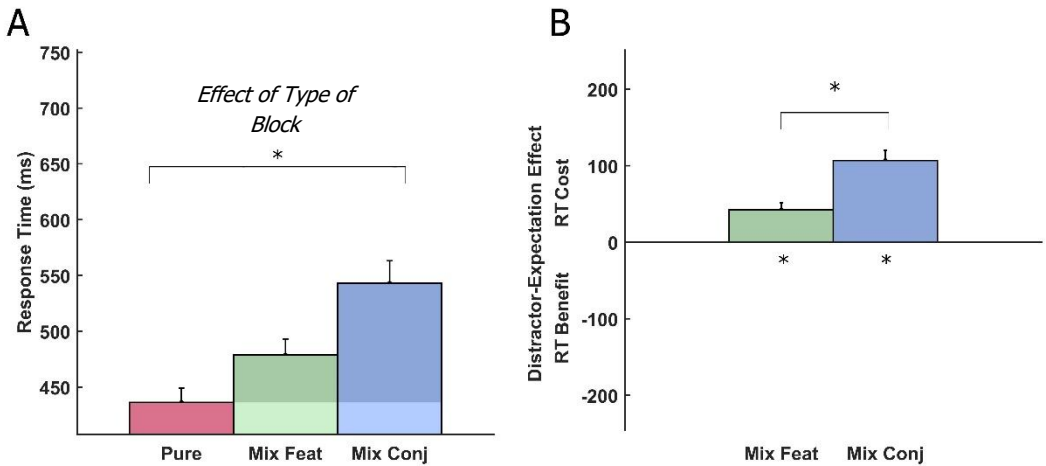 A
750
700
650
600
550
500
450
Response Time (ms)
Effect of Type of
Block
*
Pure Mix Feat Mix Conj
B
200
100
0
-100
-200
Distractor-Expectation Effect
RT Benefit RT Cost
*
* *
Mix Feat Mix Conj